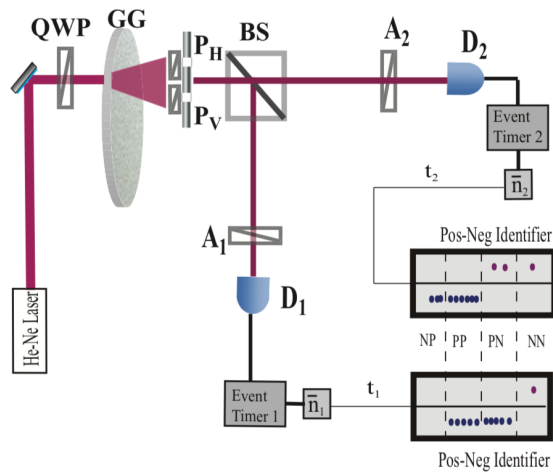 QWP
GG
P_H
BS
A_2
D_2
P_V
Event
Timer 2
t_2
n̄_2
Pos-Neg Identifier
A_1
D_1
He-Ne Laser
NP PP PN NN
Event
Timer 1
n̄_1
t_1
Pos-Neg Identifier